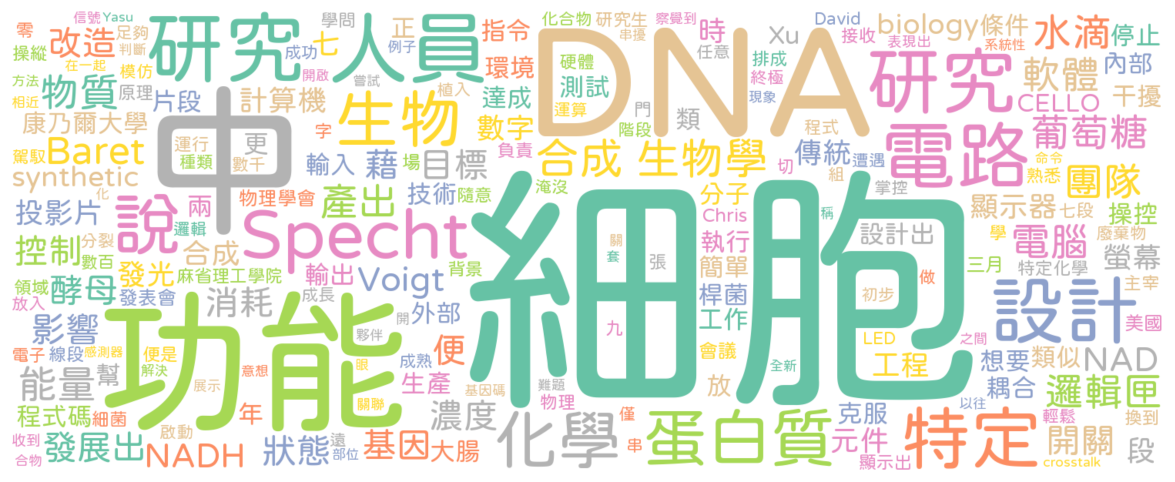 信號 Yasu 足夠 學問 正 指令 化合物 研究生 察覺到 David 接收 biology 條件 水滴 停止
零 改造 研究 人員 串擾 時 Xu 表現出 系統性
操縱 判斷 成功 七 例子 DNA 任意 排成 研究 軟體 內部
在一起 模仿 開啟 環境 嘗試 硬體 測試 終極
方法 物質 原理 片段 計算機 植入 達成 運算 現象 CELLO 干擾
相近 康乃爾大學 中 更 字 生物 數字 門 類 程式 電路 葡萄糖
駕馭 Baret 運行 種類 數千 輸入 藉 場 目標 負責 階段 合成 生物學 切 傳統 遭遇 命令 熟悉 團隊
synthetic 化 物理學會 技術 隨意 淹沒 分子 組 掌控 顯示器 七段 操控
投影片 說 兩 產出 Specht 細胞 Chris 稱 設計出 學 廢棄物
控制 分裂 數百 邏輯 合成 執行 電腦 螢幕
領域 發光 麻省理工學院 輸出 背景 關 張 簡單 三月 特定化學
放入 酵母 發表會 消耗 成長 Voigt 套 桿菌 做 主宰
影響 功能 夥伴 開 外部 九 工作 初步 設計 美國
電子 線段 感測器 便是 眼 成熟 便 會議 全新 LED 之間 想要 類似 NAD
能量 幫 解決 展示 意想 生產 基因碼 難題 放 工程 耦合 邏輯匣
程式碼 細菌 年 關聯 濃度 物理 化學 僅 蛋白質 克服 特定 以往 輕鬆 換到
收到 發展出 啟動 狀態 遠 基因 大腸 串 元件 開關 段
合物 NADH 部位 顯示出 crosstalk